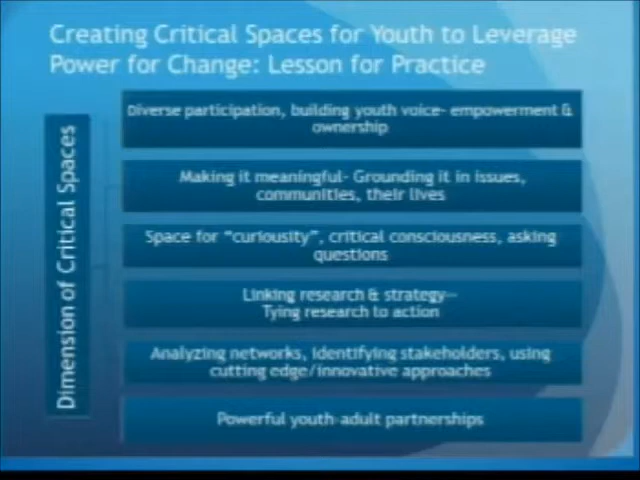 Creating Critical Spaces for Youth to Leverage
Power for Change: Lesson for Practice
Dimension of Critical Spaces
Diverse participation, building youth voice- empowerment &
ownership
Making it meaningful- Grounding it in issues,
communities, their lives
Space for "curiousity", critical consciousness, asking
questions
Linking research & strategy—
Tying research to action
Analyzing networks, identifying stakeholders, using
cutting edge/innovative approaches
Powerful youth-adult partnerships